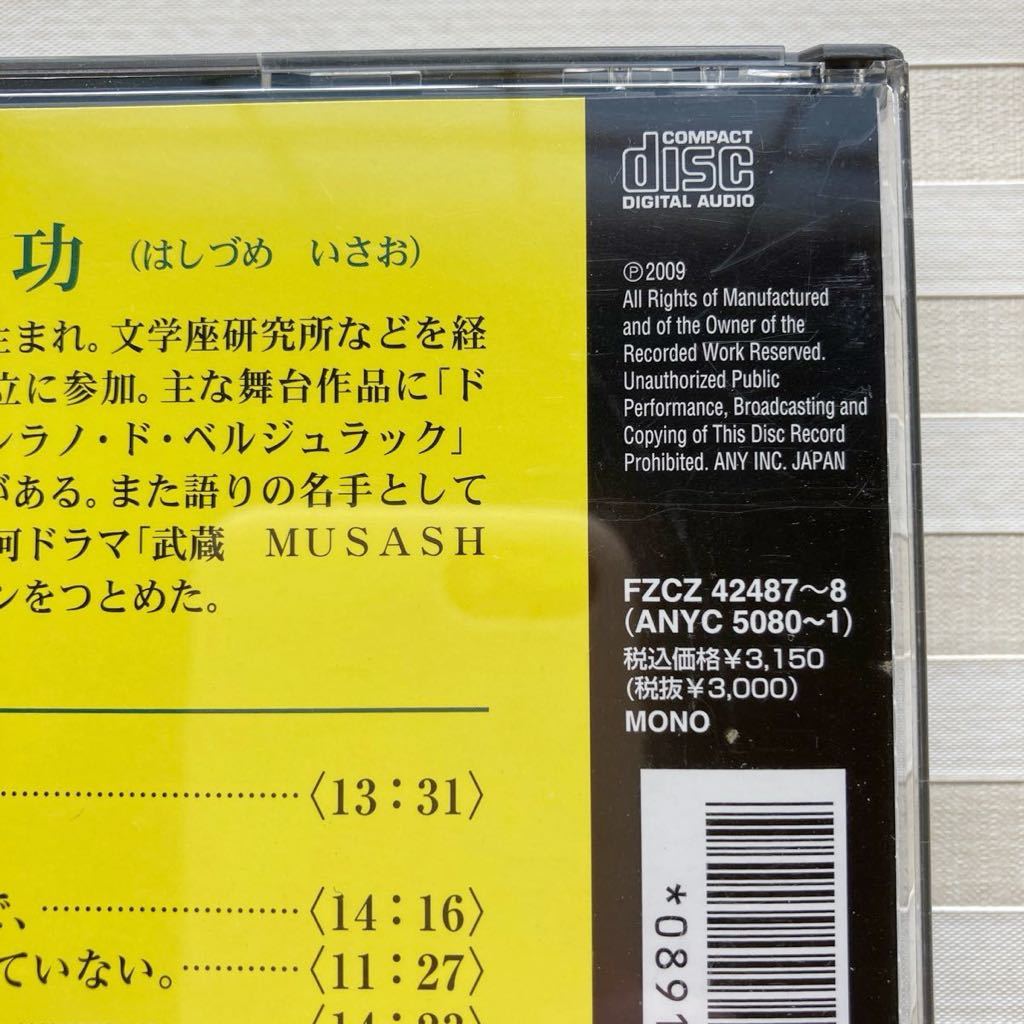 功 (はしづめ　いさお)
生まれ。文学座研究所などを経
立に参加。主な舞台作品に「ド
ラノ・ド・ベルジュラック」
がある。また語りの名手として
河ドラマ「武蔵　MUSASH
ンをつとめた。
〈13：31〉
で、〈14：16〉
ていない。〈11：27〉
COMPACT
disc
DIGITAL AUDIO
Ⓟ2009
All Rights of Manufactured
and of the Owner of the
Recorded Work Reserved.
Unauthorized Public
Performance, Broadcasting and
Copying of This Disc Record
Prohibited. ANY INC. JAPAN
FZCZ 42487～8
(ANYC 5080~1)
税込価格￥3,150
(税抜￥3,000)
MONO
*0891